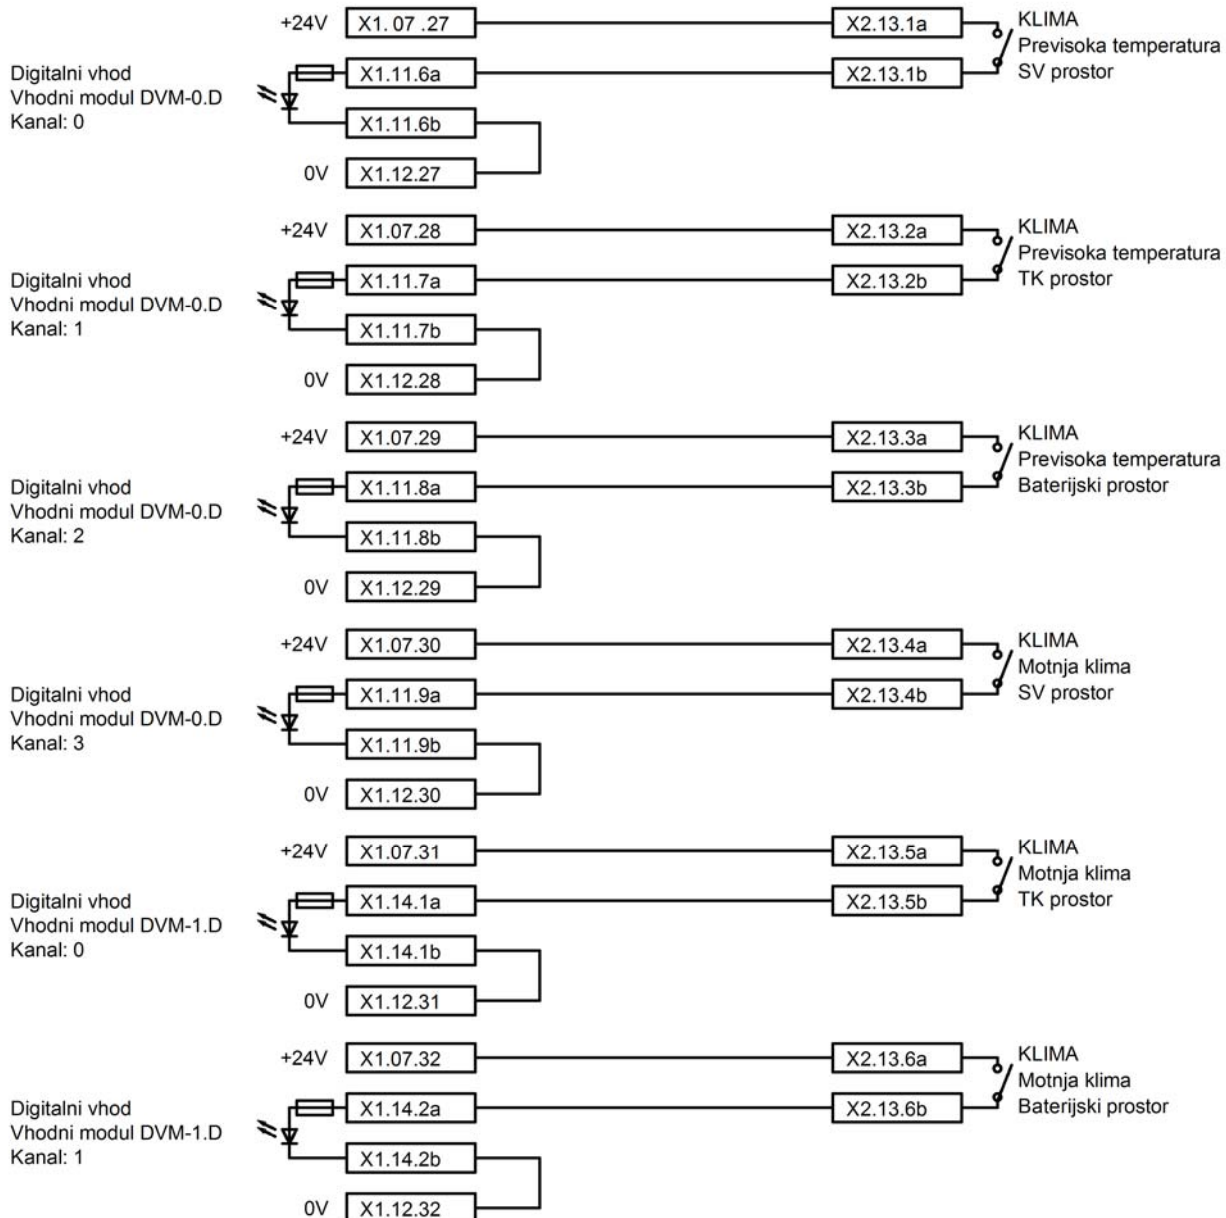 +24V X1. 07 .27 X2.13.1a KLIMA
Previsoka temperatura
Digitalni vhod X1.11.6a X2.13.1b SV prostor
Vhodni modul DVM-0.D
Kanal: 0 X1.11.6b
0V X1.12.27
+24V X1.07.28 X2.13.2a KLIMA
Previsoka temperatura
Digitalni vhod X1.11.7a X2.13.2b TK prostor
Vhodni modul DVM-0.D
Kanal: 1 X1.11.7b
0V X1.12.28
+24V X1.07.29 X2.13.3a KLIMA
Previsoka temperatura
Digitalni vhod X1.11.8a X2.13.3b Baterijski prostor
Vhodni modul DVM-0.D
Kanal: 2 X1.11.8b
0V X1.12.29
+24V X1.07.30 X2.13.4a KLIMA
Motnja klima
Digitalni vhod X1.11.9a X2.13.4b SV prostor
Vhodni modul DVM-0.D
Kanal: 3 X1.11.9b
0V X1.12.30
+24V X1.07.31 X2.13.5a KLIMA
Motnja klima
Digitalni vhod X1.14.1a X2.13.5b TK prostor
Vhodni modul DVM-1.D
Kanal: 0 X1.14.1b
0V X1.12.31
+24V X1.07.32 X2.13.6a KLIMA
Motnja klima
Digitalni vhod X1.14.2a X2.13.6b Baterijski prostor
Vhodni modul DVM-1.D
Kanal: 1 X1.14.2b
0V X1.12.32